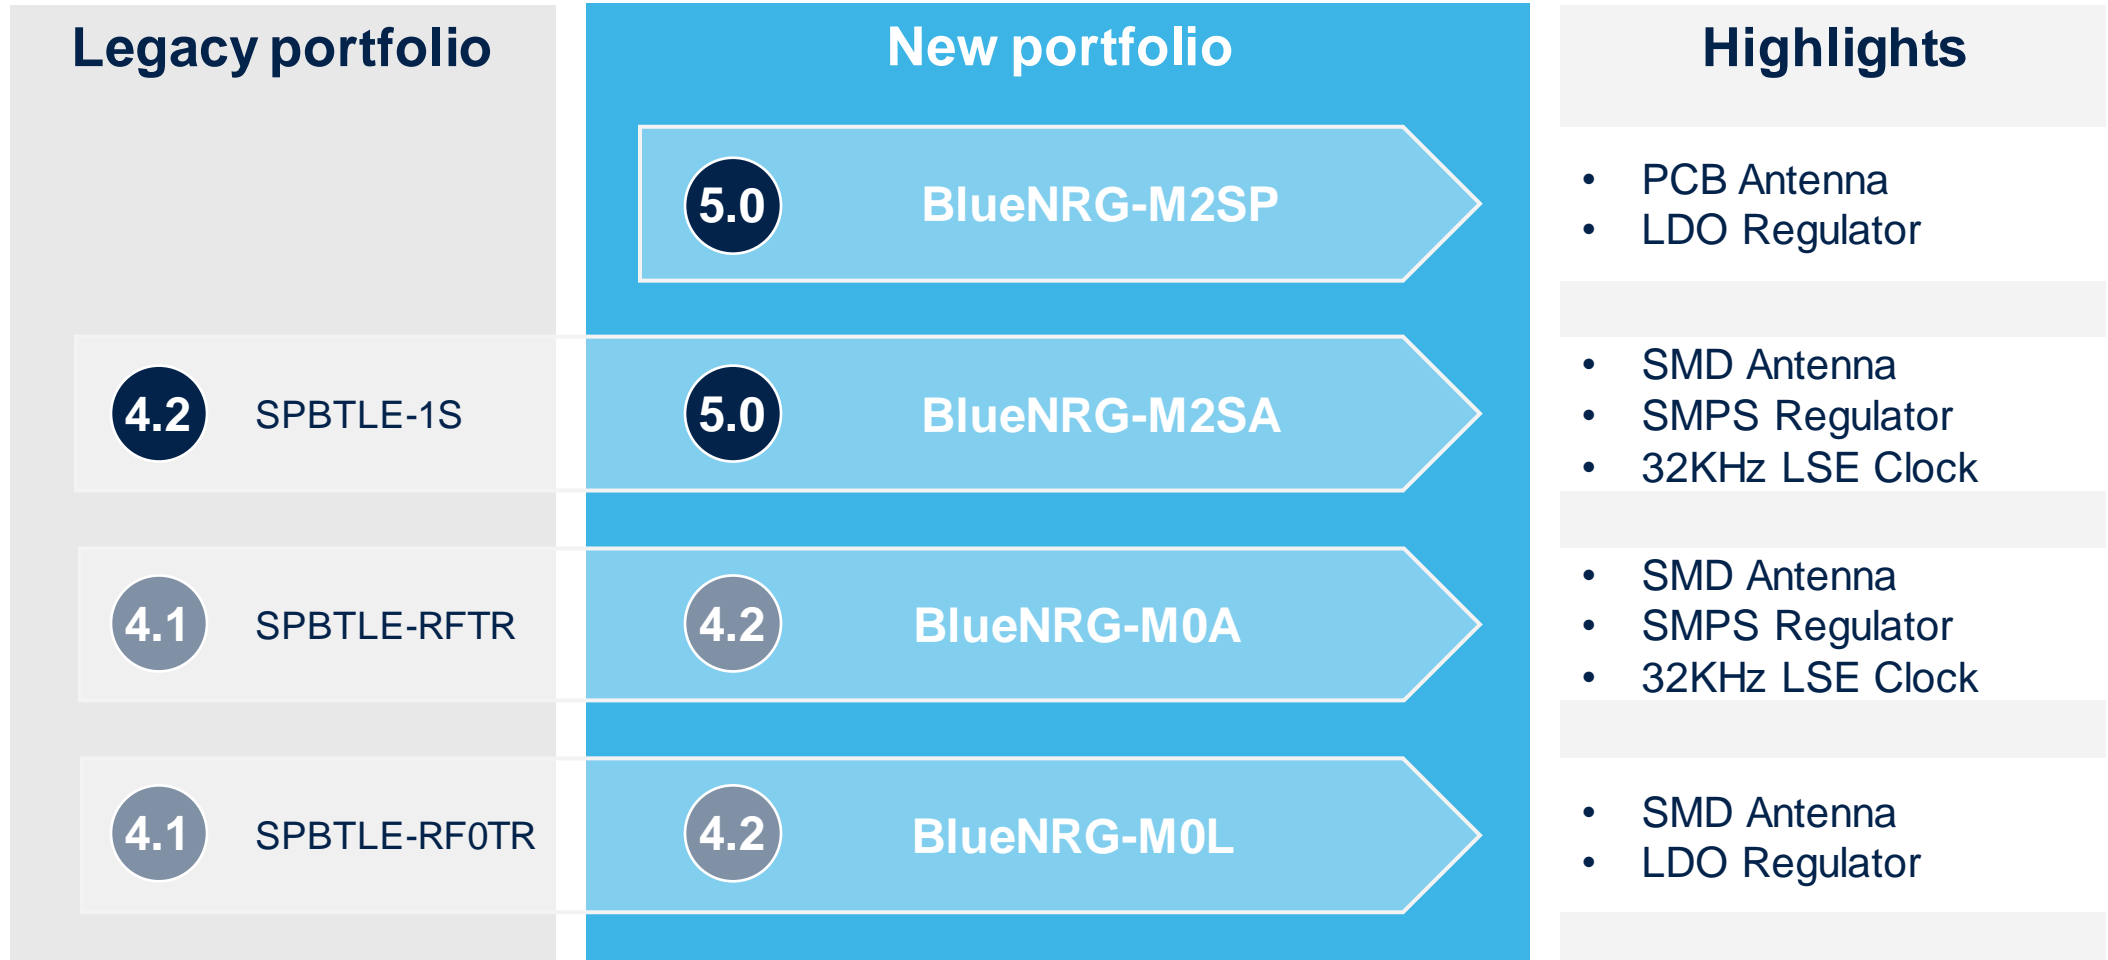 Legacy portfolio
New portfolio
Highlights
5.0 BlueNRG-M2SP
• PCB Antenna
• LDO Regulator
4.2 SPBTLE-1S
5.0 BlueNRG-M2SA
• SMD Antenna
• SMPS Regulator
• 32KHz LSE Clock
4.1 SPBTLE-RFTR
4.2 BlueNRG-M0A
• SMD Antenna
• SMPS Regulator
• 32KHz LSE Clock
4.1 SPBTLE-RF0TR
4.2 BlueNRG-M0L
• SMD Antenna
• LDO Regulator